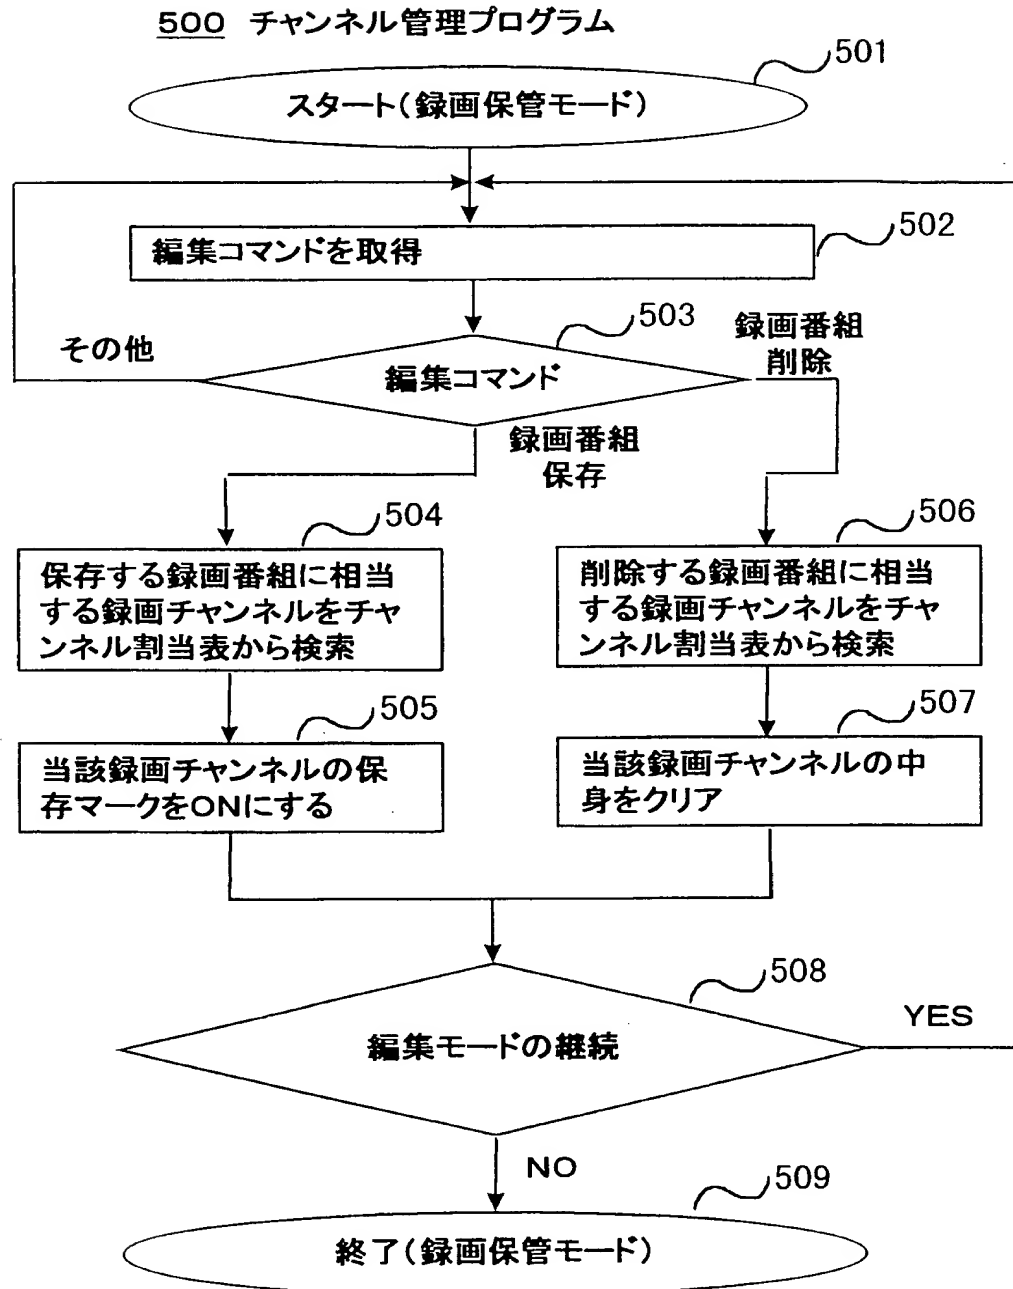 500 チャンネル管理プログラム
501
スタート(録画保管モード)
502
編集コマンドを取得
503
録画番組
削除
その他
編集コマンド
録画番組
保存
504
506
保存する録画番組に相当
する録画チャンネルをチャ
ンネル割当表から検索
削除する録画番組に相当
する録画チャンネルをチャ
ンネル割当表から検索
505
507
当該録画チャンネルの保
存マークをONにする
当該録画チャンネルの中
身をクリア
508
YES
編集モードの継続
NO
509
終了(録画保管モード)